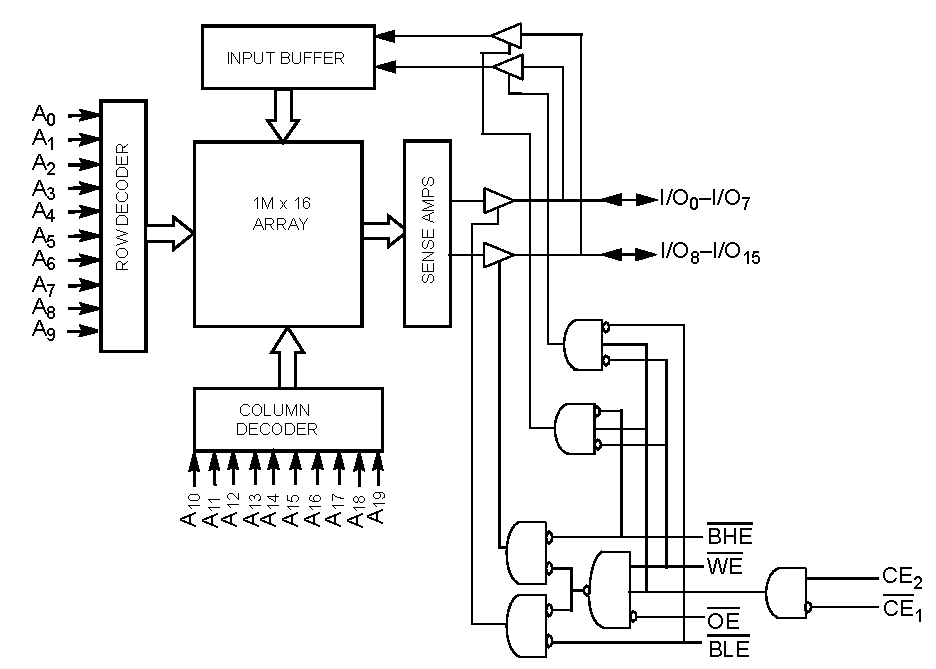 INPUT BUFFER
A0
A1
A2
A3
A4
A5
A6
A7
A8
A9
ROW DECODER
1M x 16
ARRAY
SENSE AMPS
I/O0–I/O7
I/O8–I/O15
COLUMN
DECODER
A10
A11
A12
A13
A14
A15
A16
A17
A18
A19
BHE
WE
CE2
CE1
OE
BLE